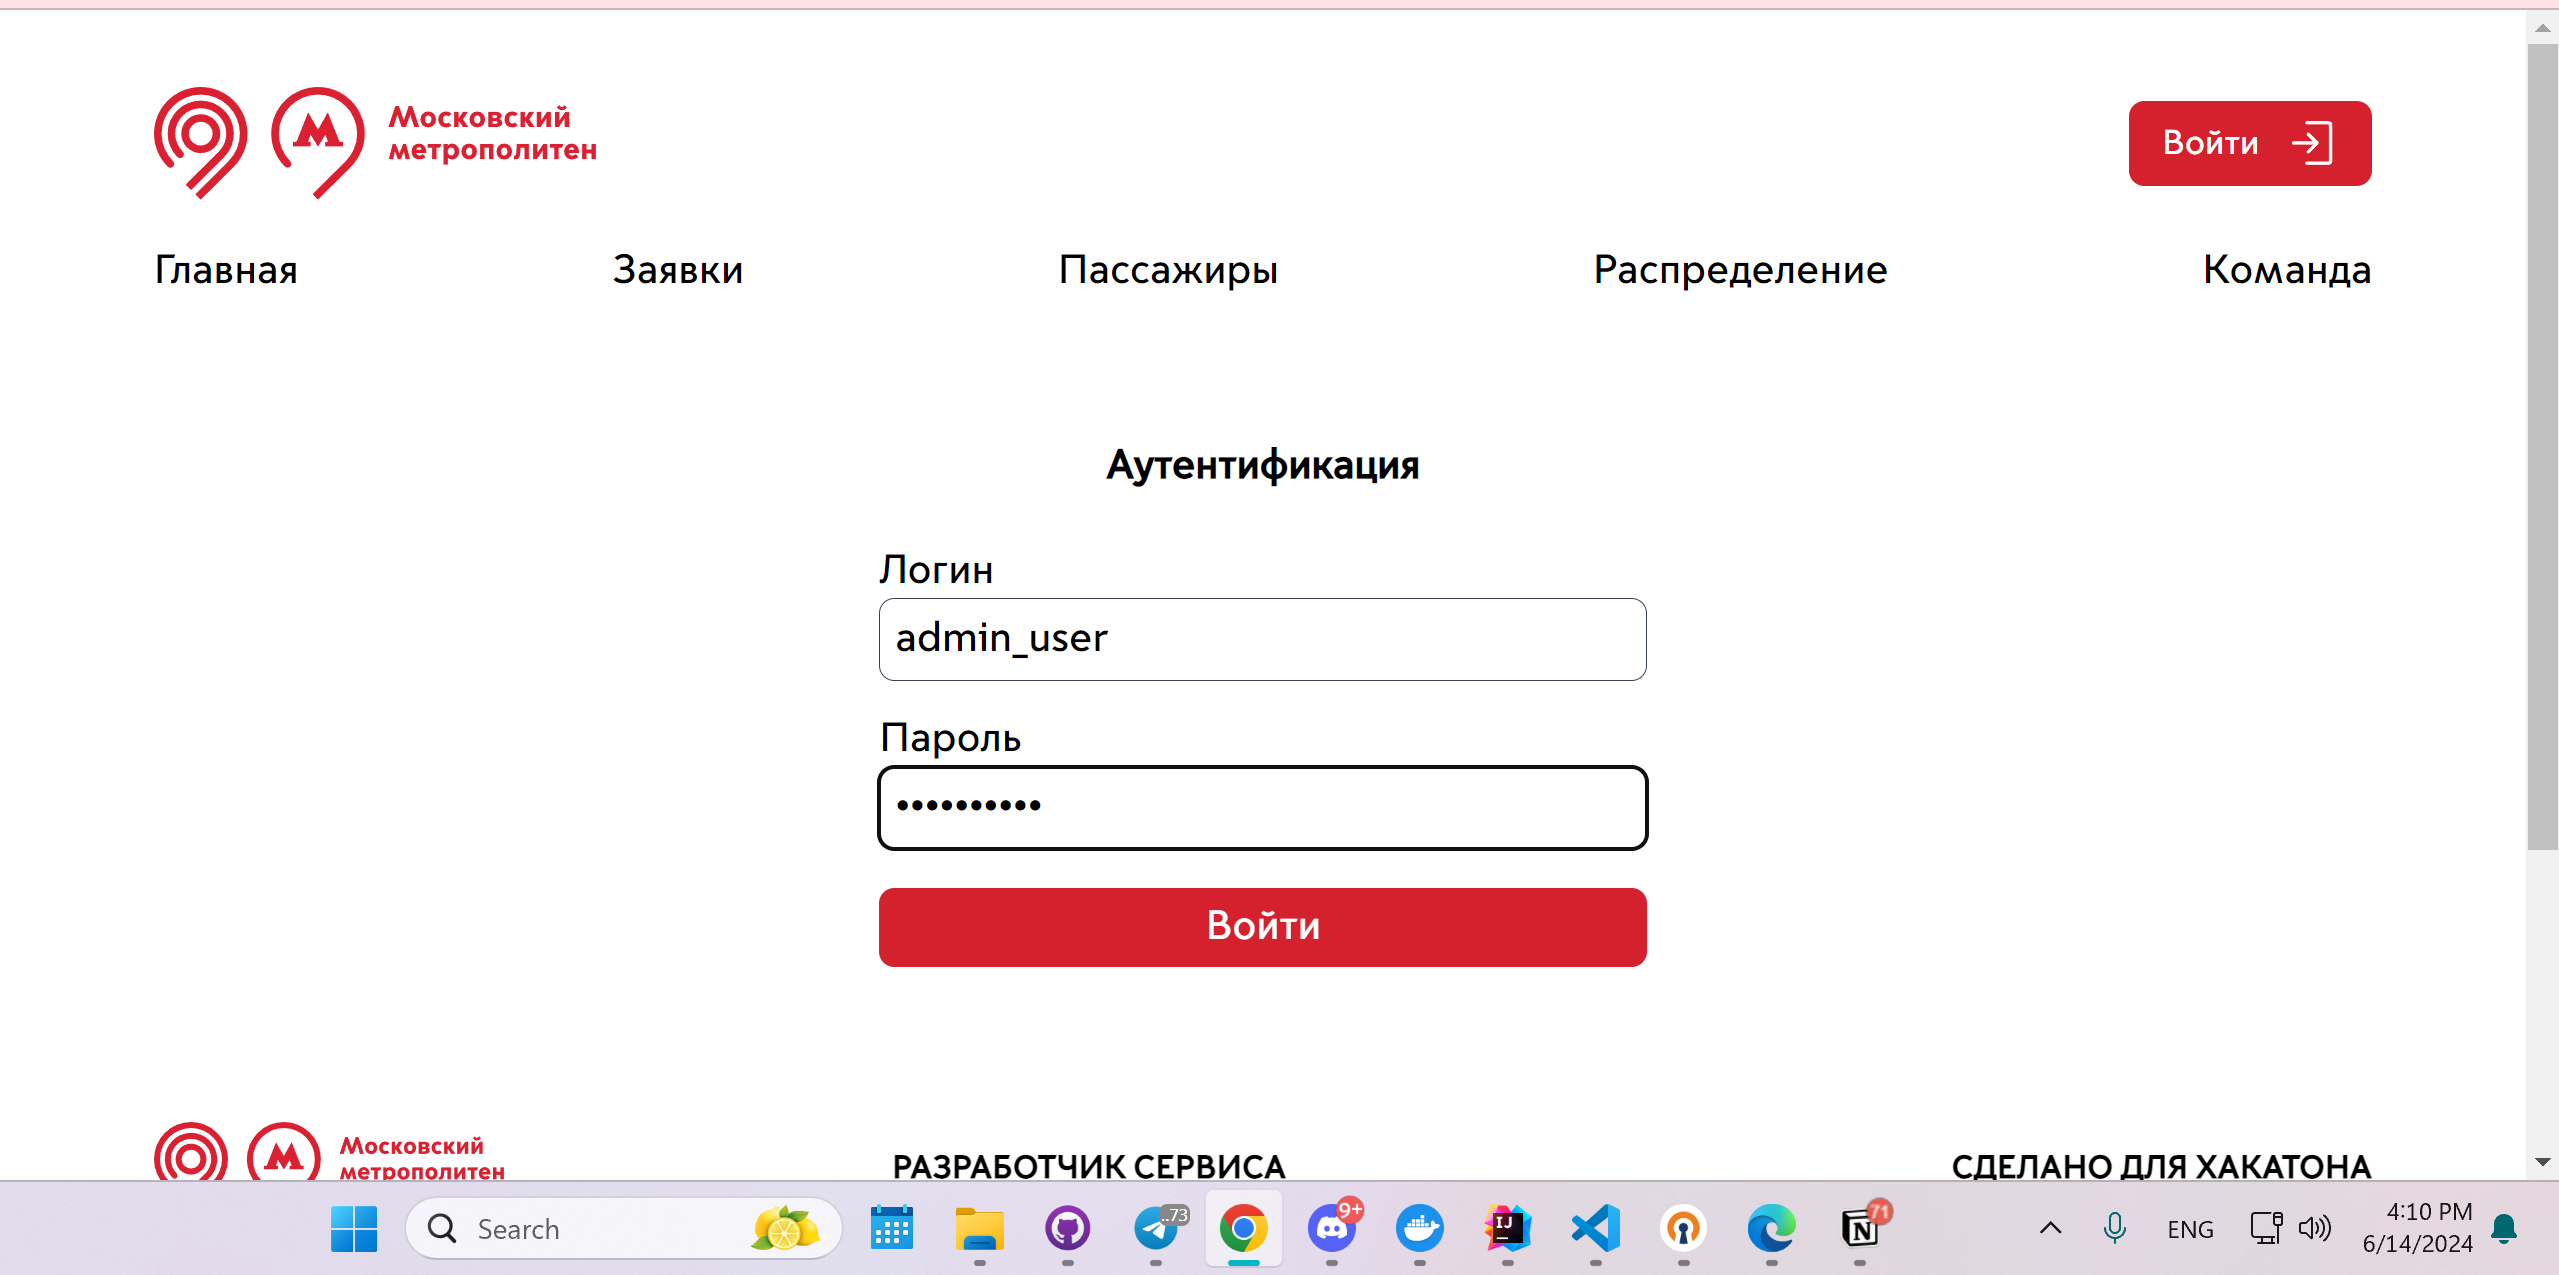 Московский
метрополитен
Войти
Главная Заявки Пассажиры Распределение Команда
Аутентификация
Логин
admin_user
Пароль
••••••••••
Войти
Московский
метрополитен
РАЗРАБОТЧИК СЕРВИСА
СДЕЛАНО ДЛЯ ХАКАТОНА
Search
..73
9+
IJ
71
ENG
4:10 PM
6/14/2024